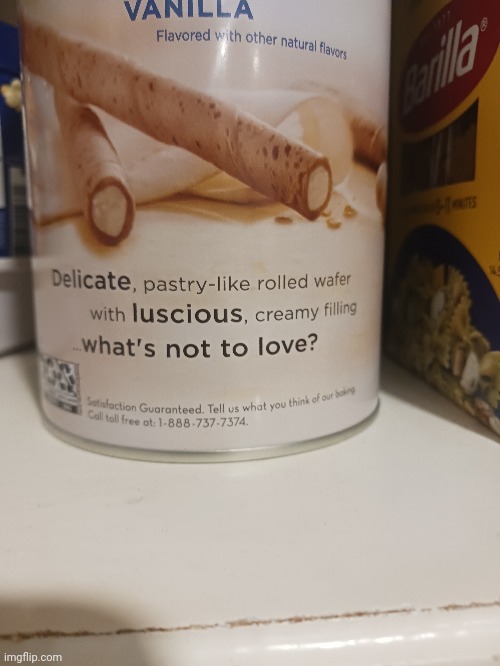 VANILLA
Flavored with other natural flavors
Barilla®
Delicate, pastry-like rolled wafer
with luscious, creamy filling
...what's not to love?
Satisfaction Guaranteed. Tell us what you think of our baking.
Call toll free at: 1-888-737-7374.
imgflip.com